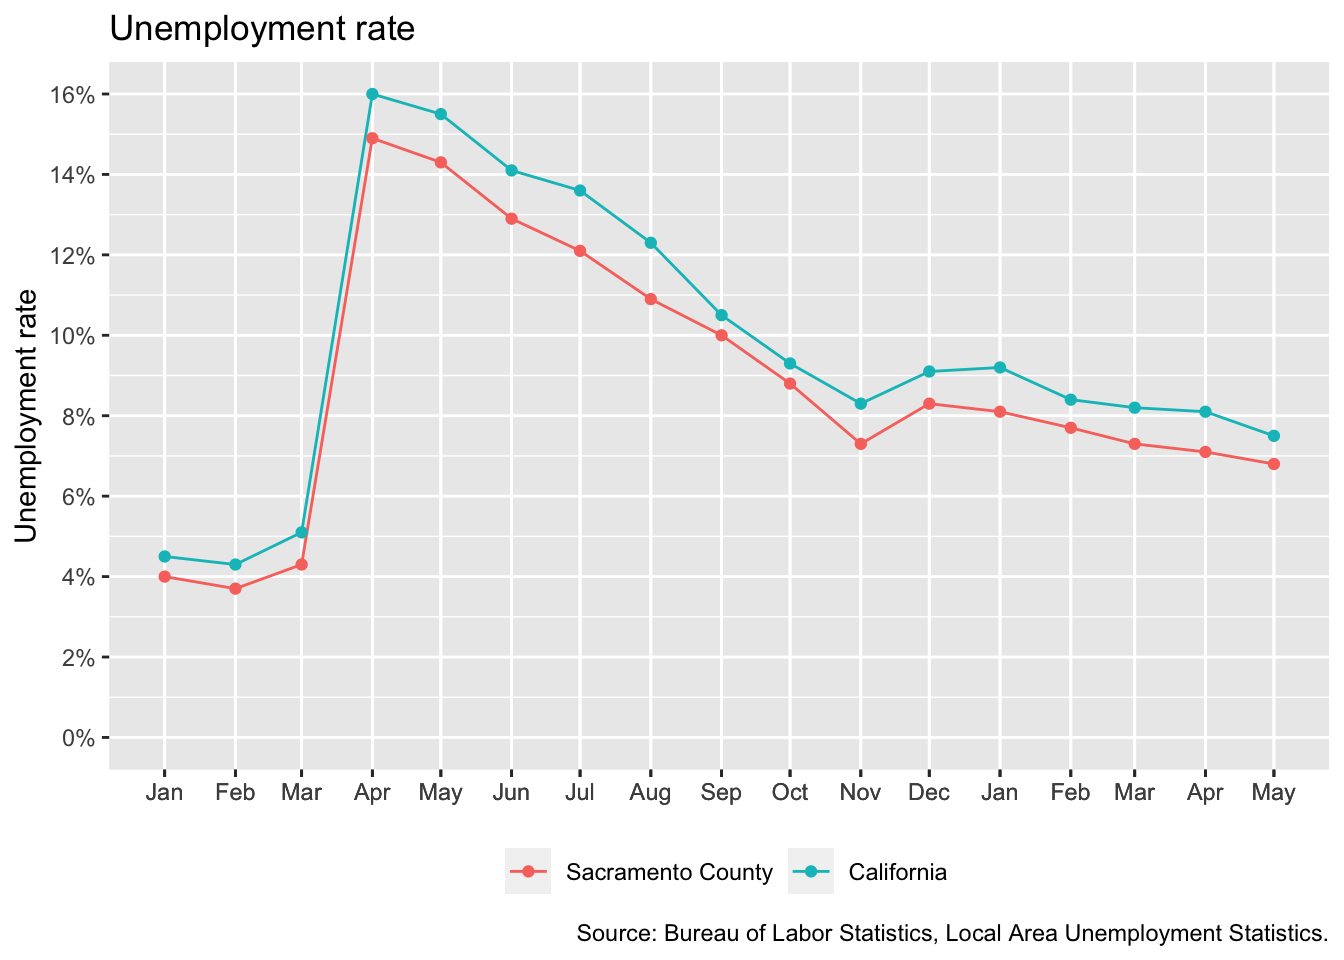 Unemployment rate
Unemployment rate
16%
14%
12%
10%
8%
6%
4%
2%
0%
Jan Feb Mar Apr May Jun Jul Aug Sep Oct Nov Dec Jan Feb Mar Apr May
Sacramento County California
Source: Bureau of Labor Statistics, Local Area Unemployment Statistics.